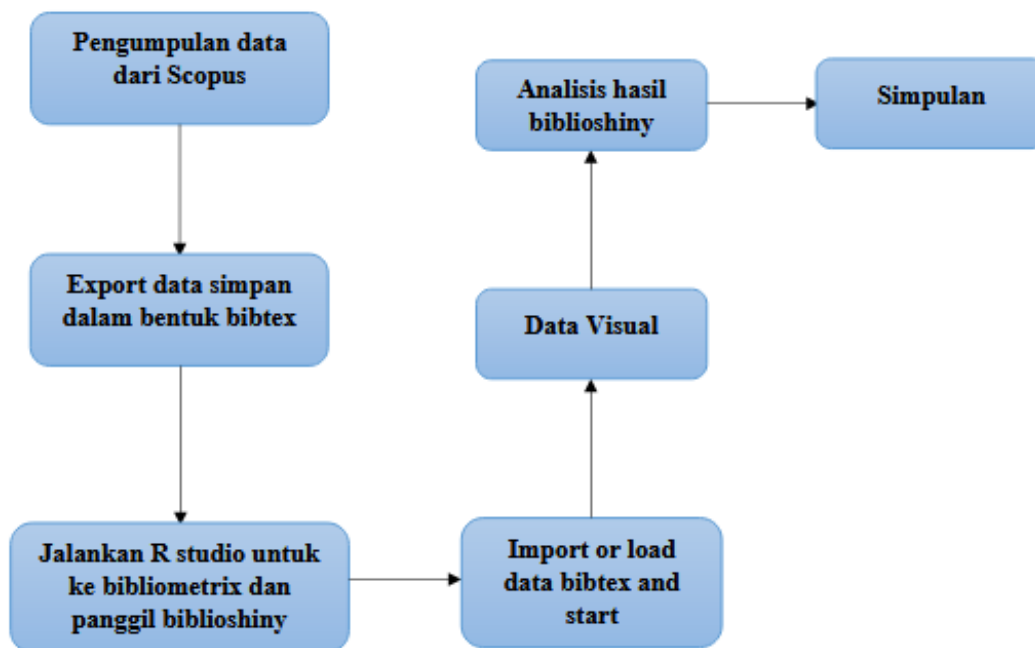 Pengumpulan data
dari Scopus
Export data simpan
dalam bentuk bibtex
Jalankan R studio untuk
ke bibliometrix dan
panggil biblioshiny
Import or load
data bibtex and
start
Data Visual
Analisis hasil
biblioshiny
Simpulan